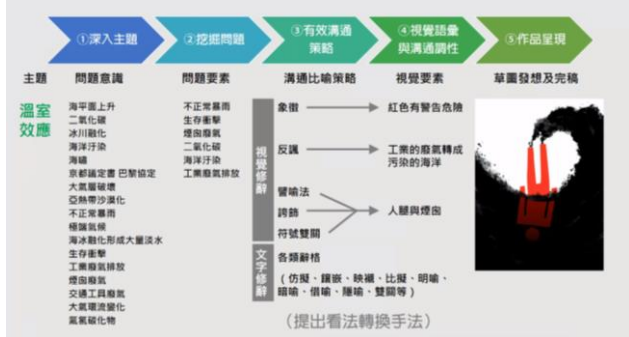 ①深入主題
②挖掘問題
③有效溝通
策略
④視覺語彙
與溝通調性
⑤作品呈現
主題
問題意識
問題要素
溝通比喻策略
視覺要素
草圖發想及完稿
溫室
效應
海平面上升
二氧化碳
冰川融化
海洋汙染
海嘯
京都議定書 巴黎協定
大氣層破壞
亞熱帶沙漠化
不正常暴雨
極端氣候
海冰融化形成大量淡水
生存衝擊
工業廢氣排放
煙囪廢氣
交通工具廢氣
大氣環流變化
氟氯碳化物
不正常暴雨
生存衝擊
煙囪廢氣
二氧化碳
海洋汙染
工業廢氣排放
視覺修辭
象徵
紅色有警告危險
反諷
工業的廢氣轉成
污染的海洋
譬喻法
誇飾
符號雙關
人腿與煙囪
文字修辭
各類辭格
(仿擬、鑲嵌、映襯、比擬、明喻、
暗喻、借喻、隱喻、雙關等)
(提出看法轉換手法)